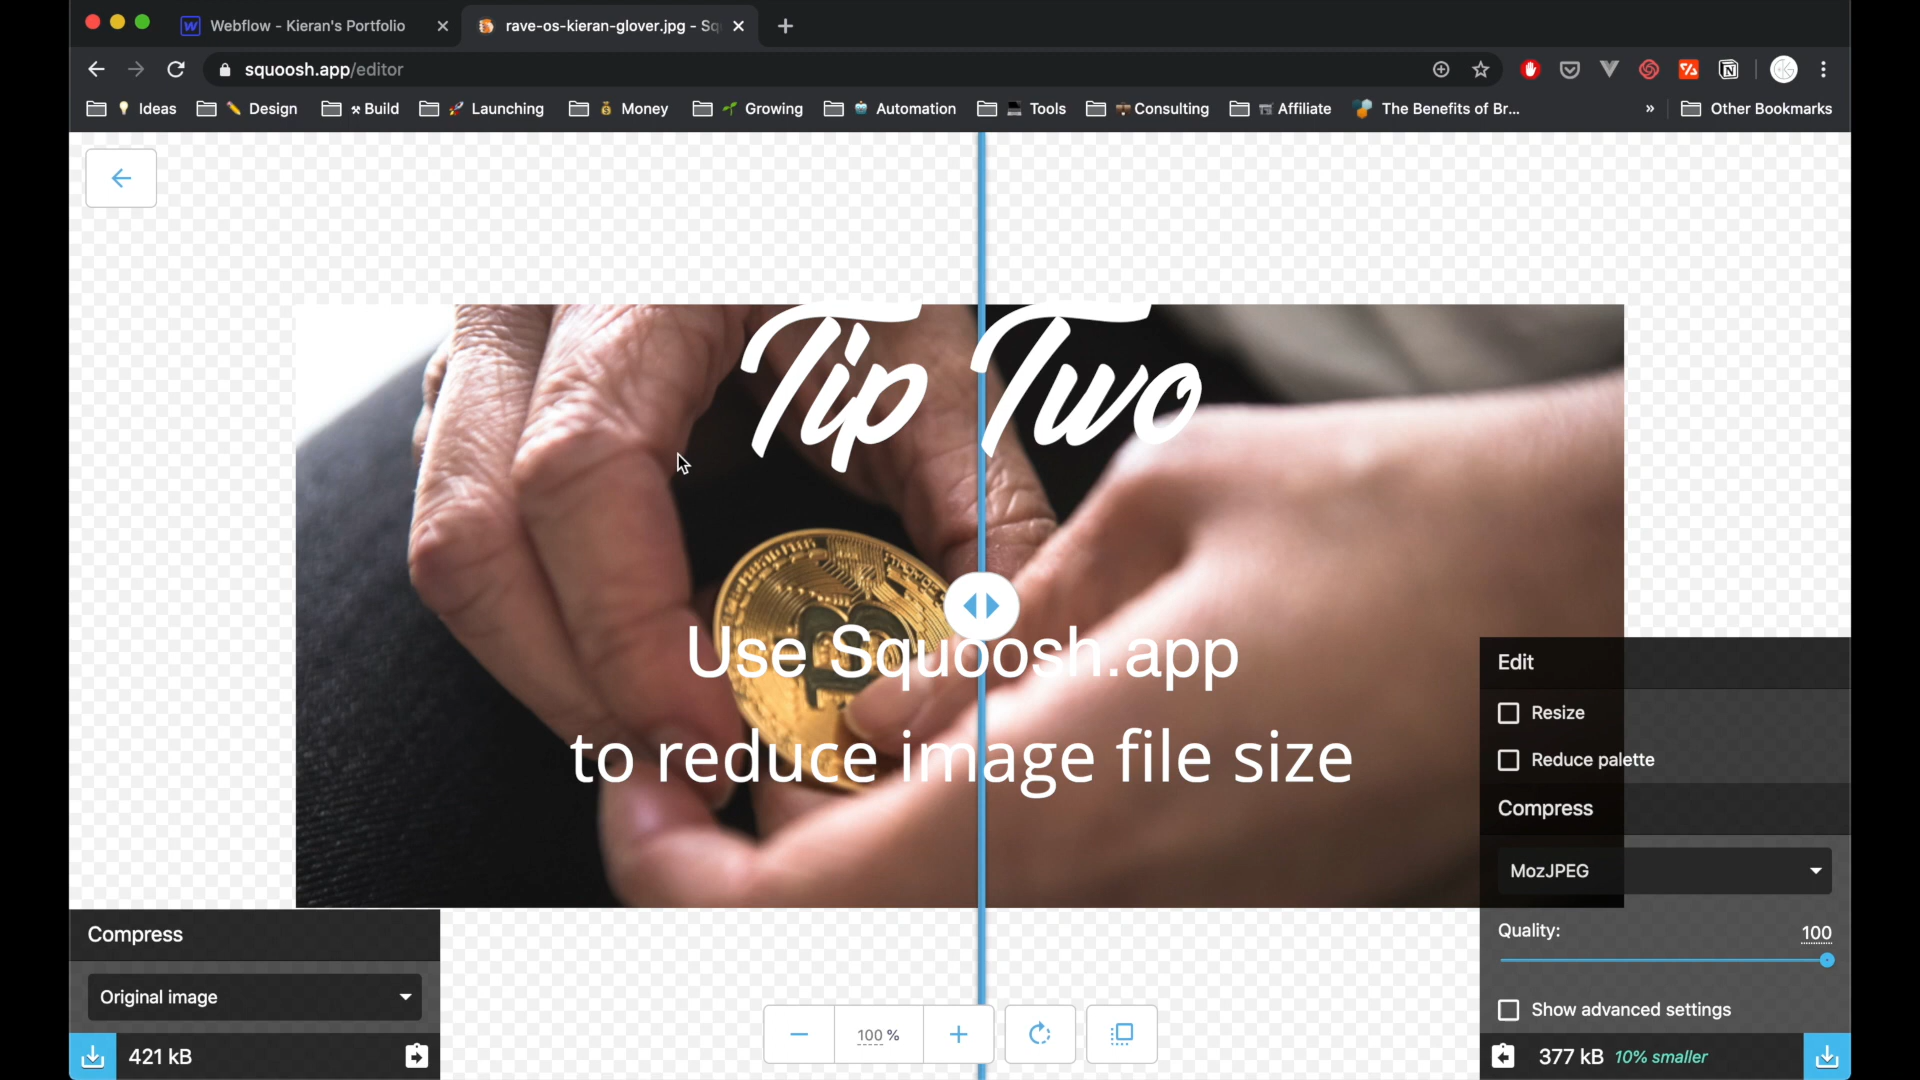 Webflow - Kieran's Portfolio
rave-os-kieran-glover.jpg - Sq
squoosh.app/editor
Ideas
Design
Build
Launching
Money
Growing
Automation
Tools
Consulting
Affiliate
The Benefits of Br...
Other Bookmarks
Tip Two
Use Squoosh.app
to reduce image file size
Edit
Resize
Reduce palette
Compress
MozJPEG
Quality: 100
Show advanced settings
377 kB 10% smaller
Compress
Original image
421 kB
100 %